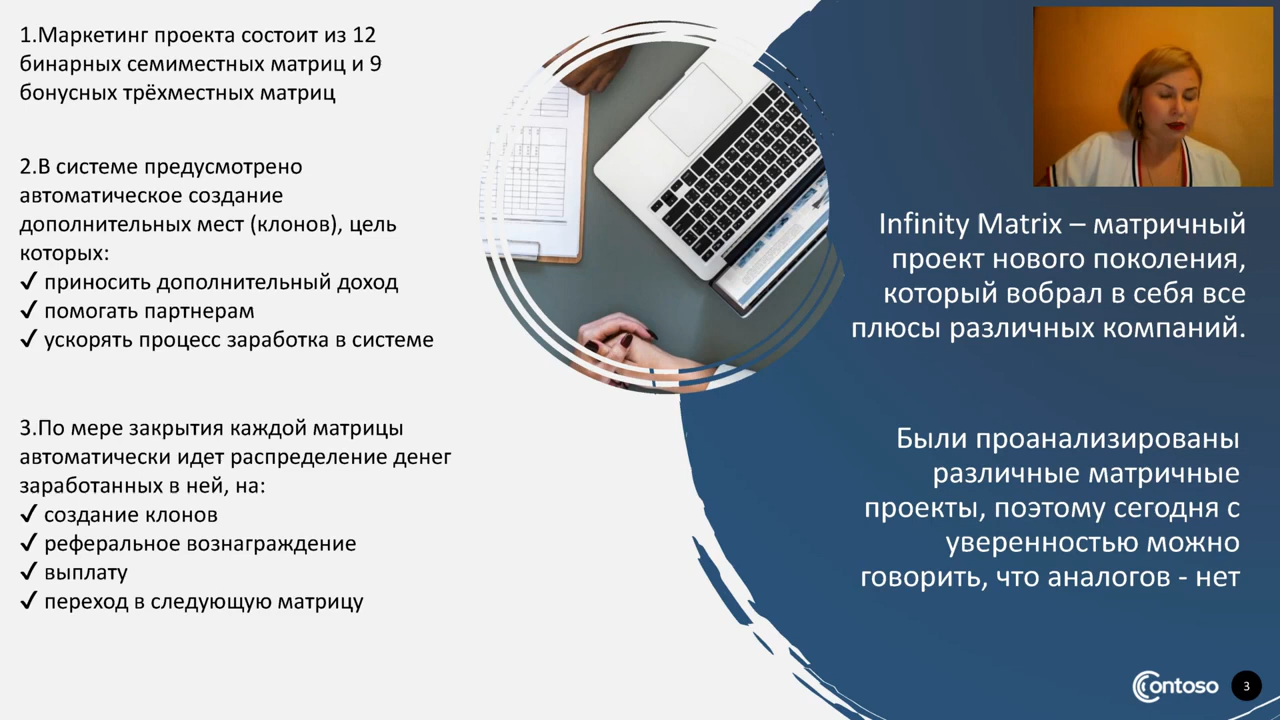 1.Маркетинг проекта состоит из 12
бинарных семиместных матриц и 9
бонусных трёхместных матриц
2.В системе предусмотрено
автоматическое создание
дополнительных мест (клонов), цель
которых:
✓ приносить дополнительный доход
✓ помогать партнерам
✓ ускорять процесс заработка в системе
3.По мере закрытия каждой матрицы
автоматически идет распределение денег
заработанных в ней, на:
✓ создание клонов
✓ реферальное вознаграждение
✓ выплату
✓ переход в следующую матрицу
Infinity Matrix – матричный
проект нового поколения,
который вобрал в себя все
плюсы различных компаний.
Были проанализированы
различные матричные
проекты, поэтому сегодня с
уверенностью можно
говорить, что аналогов - нет
Contoso
3